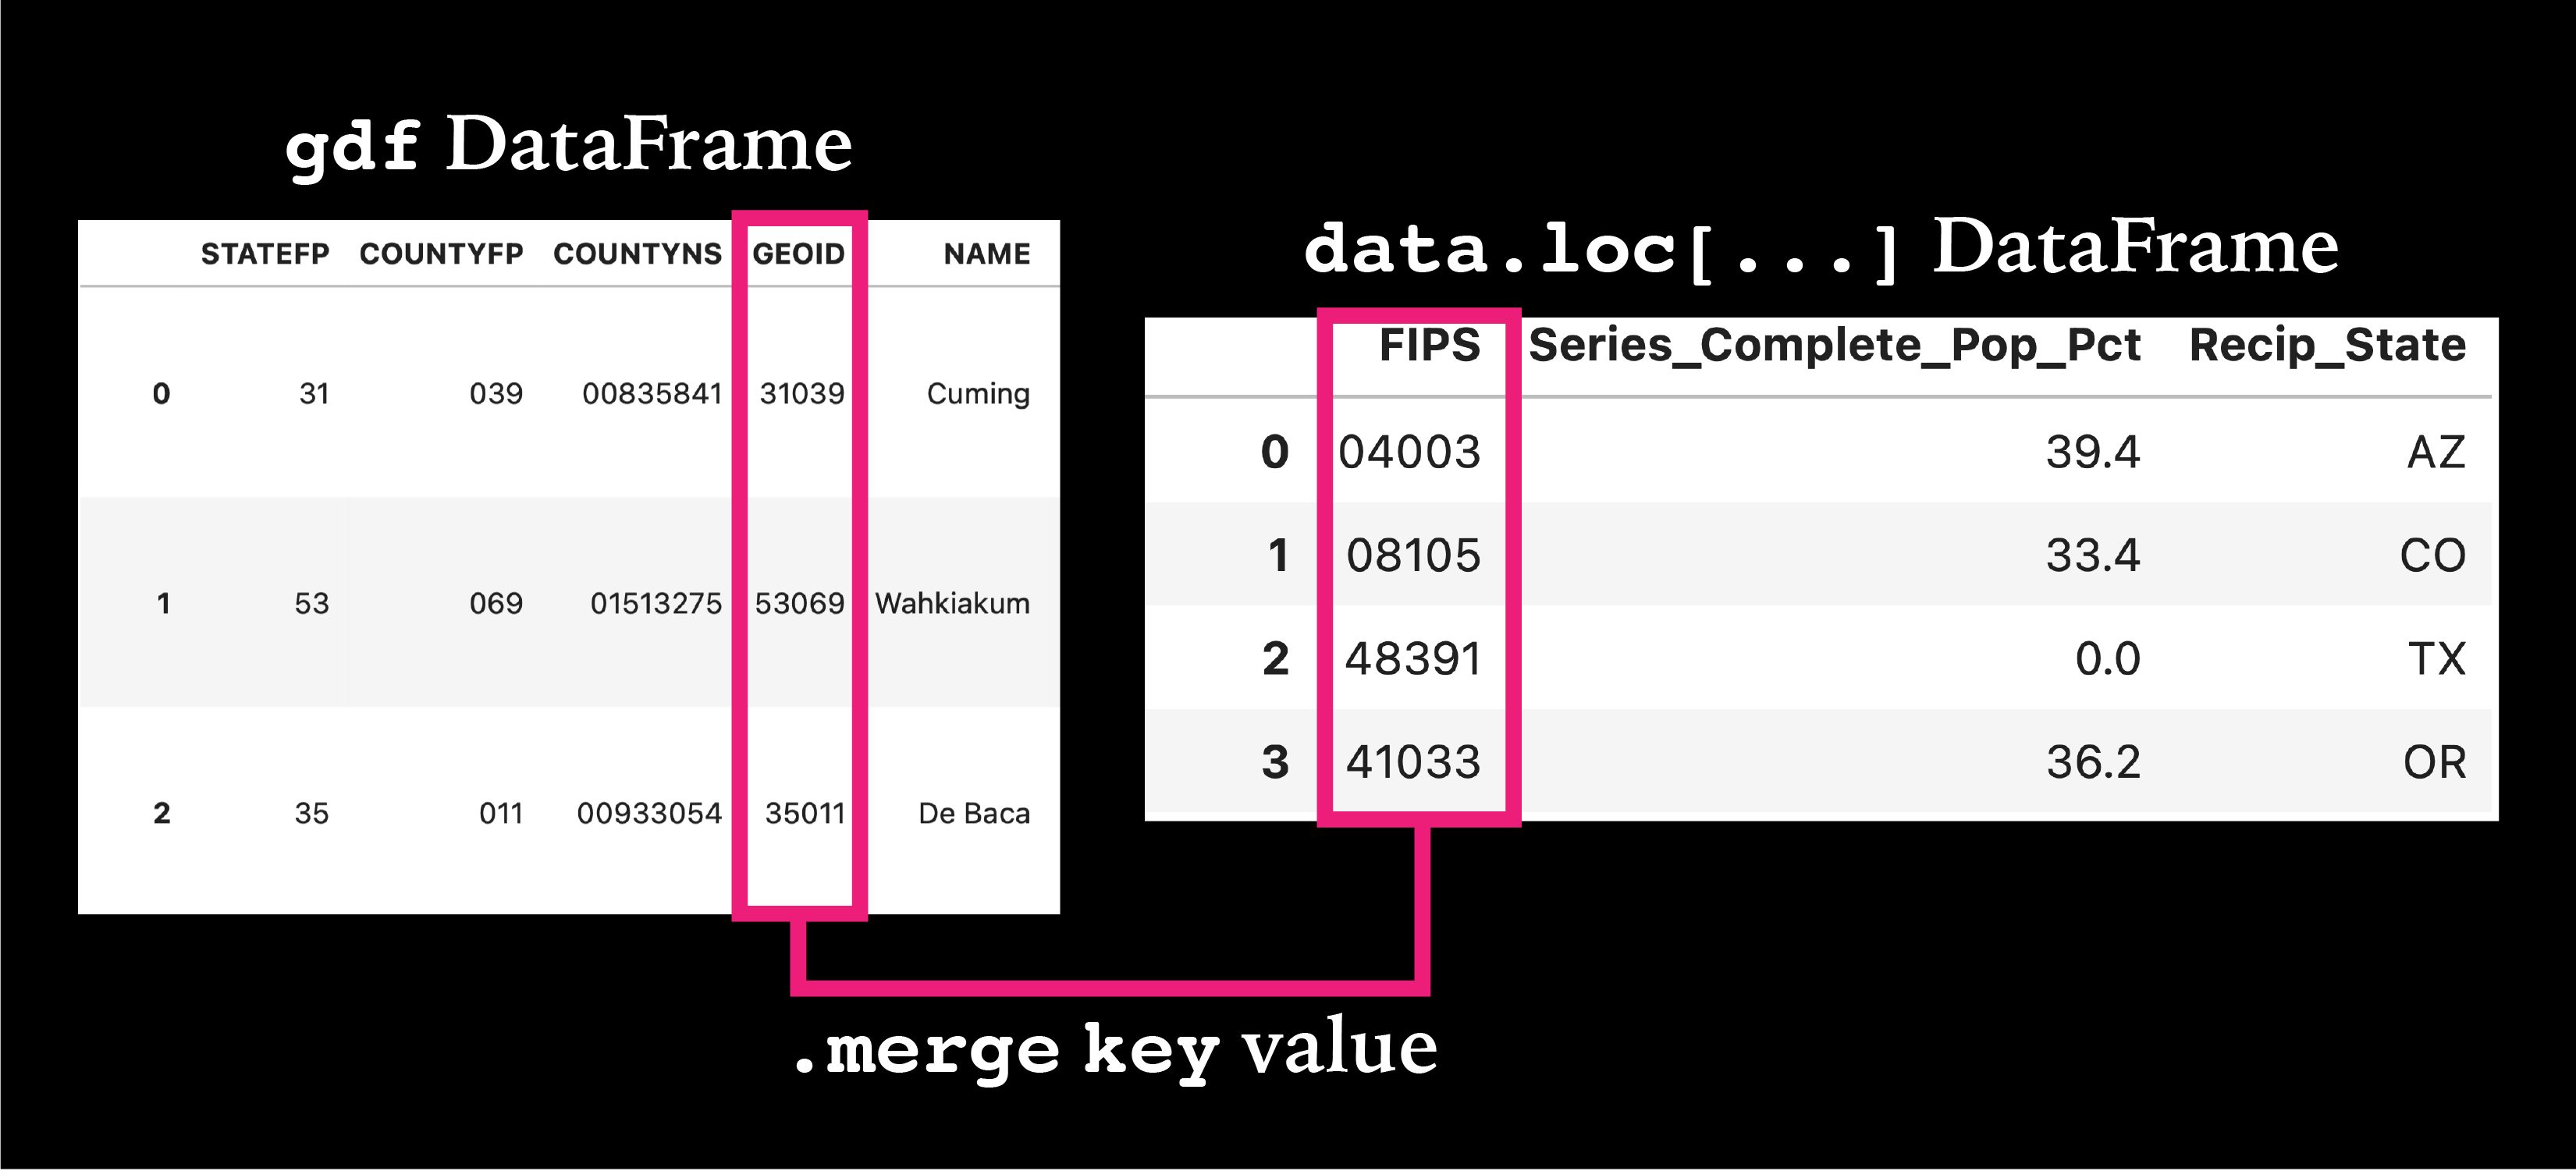 gdf DataFrame
STATEFP COUNTYFP COUNTYNS GEOID NAME
0 31 039 00835841 31039 Cuming
1 53 069 01513275 53069 Wahkiakum
2 35 011 00933054 35011 De Baca
data.loc[...] DataFrame
FIPS Series_Complete_Pop_Pct Recip_State
0 04003 39.4 AZ
1 08105 33.4 CO
2 48391 0.0 TX
3 41033 36.2 OR
.merge key value